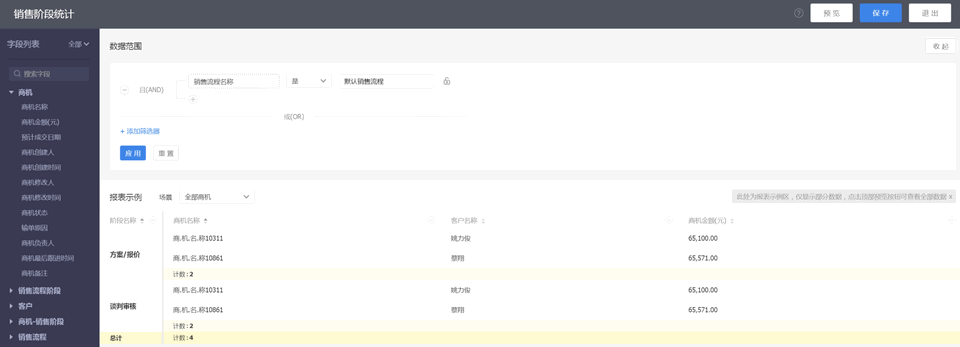 销售阶段统计
预 览
保 存
退 出
字段列表
全部
搜索字段
商机
商机名称
商机金额(元)
预计成交日期
商机创建人
商机创建时间
商机修改人
商机修改时间
商机状态
输单原因
商机负责人
商机最后跟进时间
商机备注
销售流程阶段
客户
商机-销售阶段
销售流程
数据范围
收 起
且(AND)
销售流程名称
是
默认销售流程
或(OR)
+ 添加筛选器
应 用
重 置
报表示例
场景
全部商机
此处为报表示例区，仅显示部分数据，点击顶部预览按钮可查看全部数据 ×
阶段名称
商机名称
客户名称
商机金额(元)
方案/报价
商.机.名.称10311
姚力俊
65,100.00
商.机.名.称10861
蔡翔
65,571.00
计数: 2
谈判审核
商.机.名.称10311
姚力俊
65,100.00
商.机.名.称10861
蔡翔
65,571.00
计数: 2
总计
计数: 4